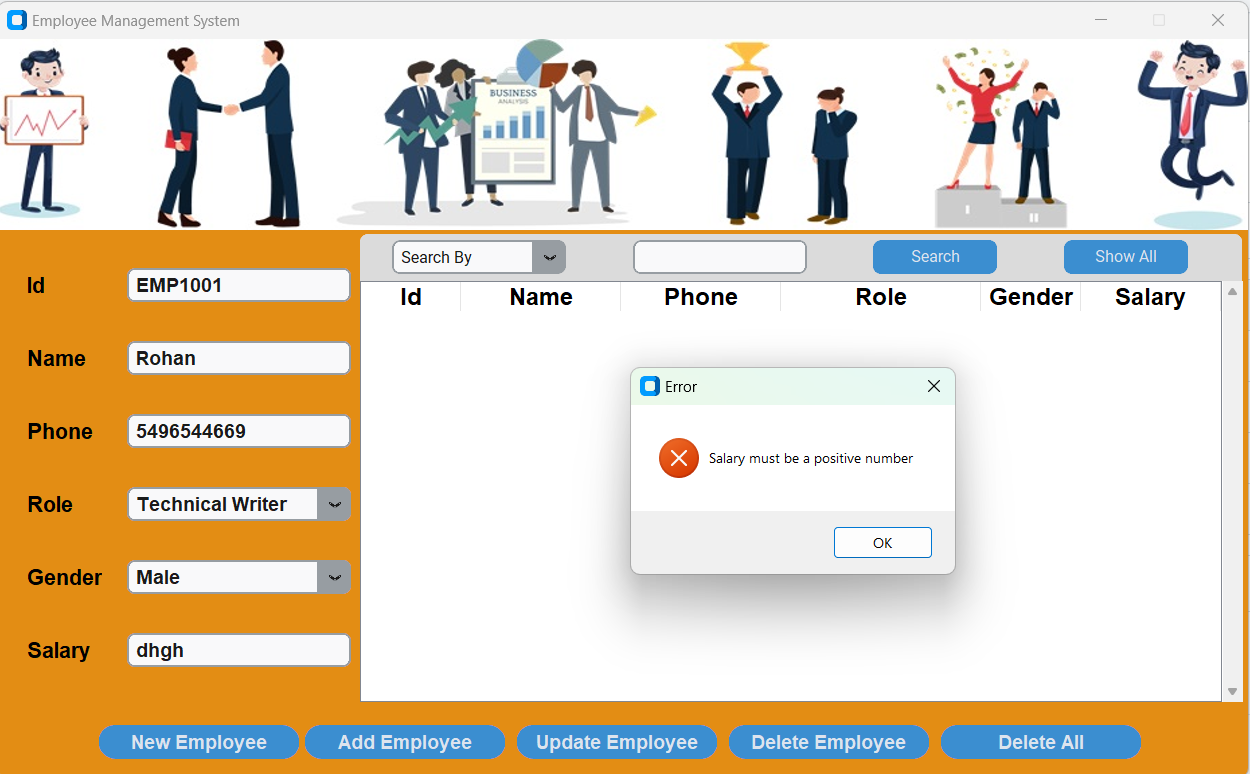 Employee Management System
BUSINESS
ANALYSIS
I
II
Search By
Search
Show All
Id
EMP1001
Name
Rohan
Phone
5496544669
Role
Technical Writer
Gender
Male
Salary
dhgh
Id Name Phone Role Gender Salary
Error
Salary must be a positive number
OK
New Employee
Add Employee
Update Employee
Delete Employee
Delete All